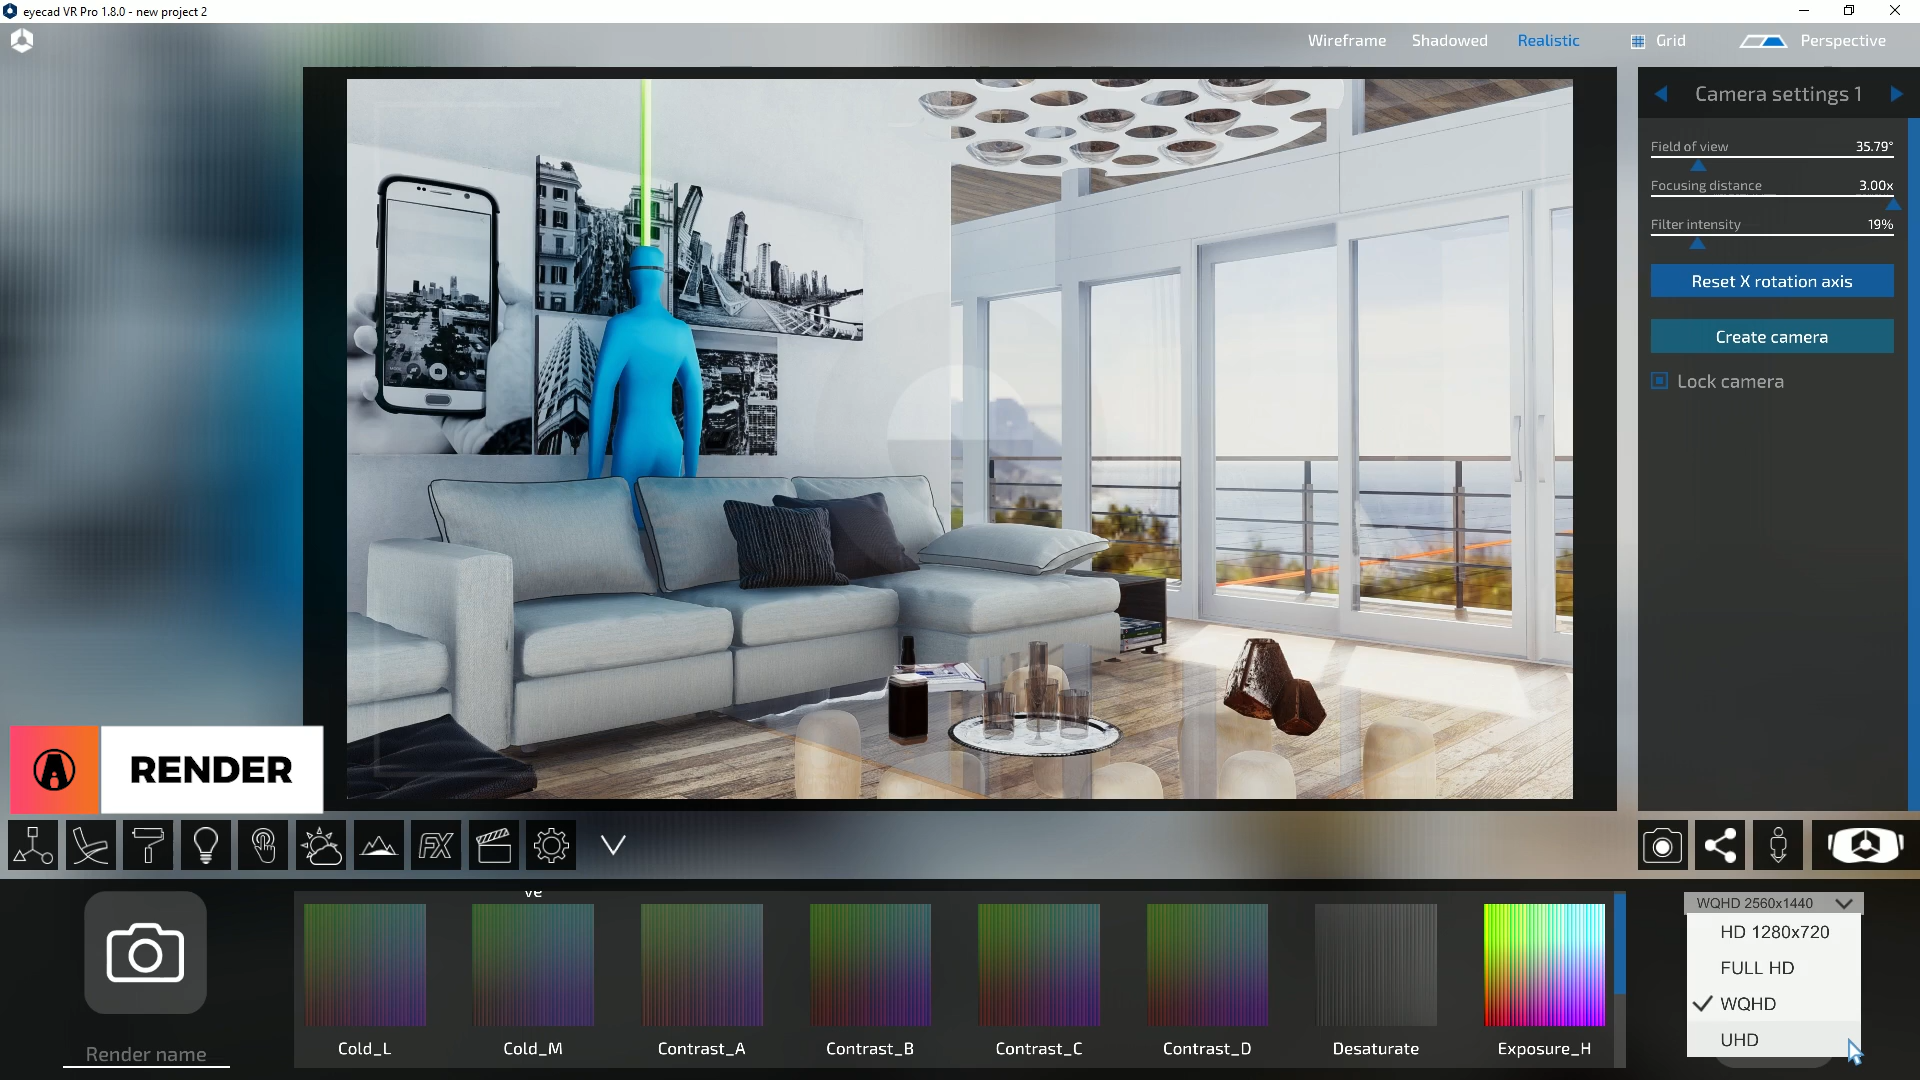 eyecad VR Pro 1.8.0 - new project 2
Wireframe Shadowed Realistic Grid Perspective
Camera settings 1
Field of view 35.79°
Focusing distance 3.00x
Filter intensity 19%
Reset X rotation axis
Create camera
Lock camera
RENDER
FX
ve
WQHD 2560x1440
HD 1280x720
FULL HD
WQHD
UHD
Cold_L Cold_M Contrast_A Contrast_B Contrast_C Contrast_D Desaturate Exposure_H
Render name